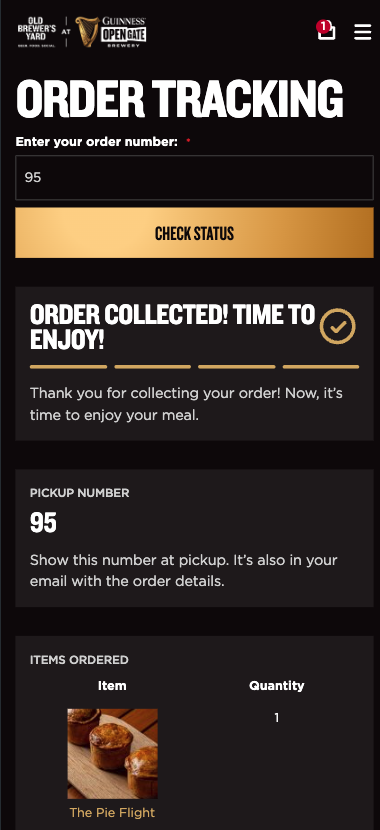 OLD
BREWER'S
YARD
AT
GUINNESS
OPEN GATE
BREWERY
1
ORDER TRACKING
Enter your order number: *
95
CHECK STATUS
ORDER COLLECTED! TIME TO
ENJOY!
Thank you for collecting your order! Now, it's
time to enjoy your meal.
PICKUP NUMBER
95
Show this number at pickup. It's also in your
email with the order details.
ITEMS ORDERED
Item Quantity
1
The Pie Flight